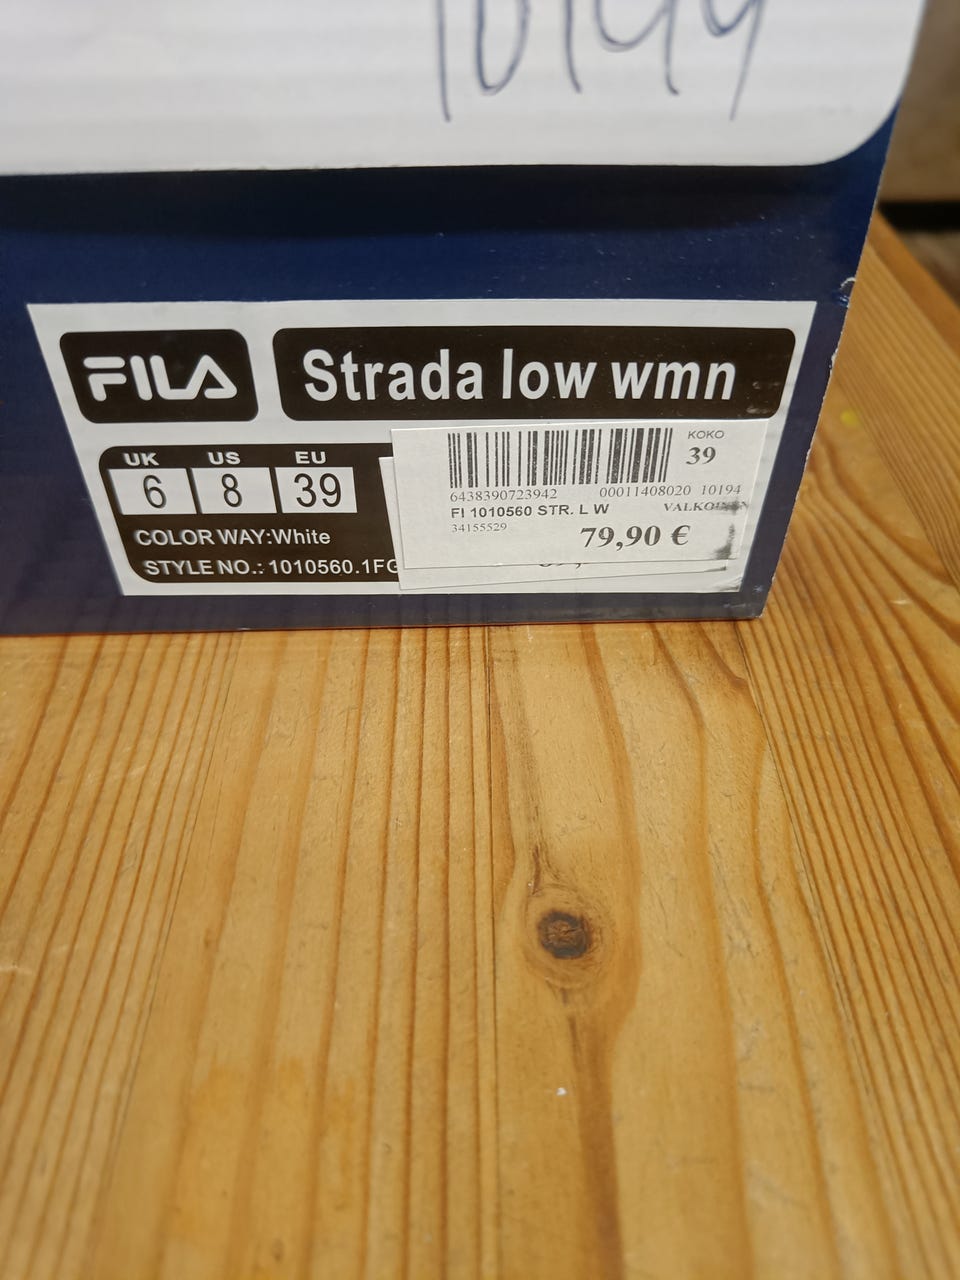 FILA
Strada low wmn
UK US EU
6 8 39
COLOR WAY:White
STYLE NO.: 1010560.1FG
KOKO
39
6438390723942 00011408020 10194
FI 1010560 STR. L W VALKOINEN
34155529
79,90 €